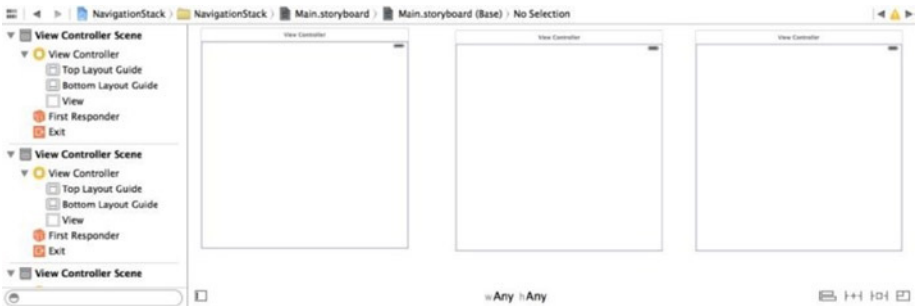 NavigationStack NavigationStack Main.storyboard Main.storyboard (Base) No Selection
View Controller Scene
View Controller
Top Layout Guide
Bottom Layout Guide
View
First Responder
Exit
View Controller Scene
View Controller
Top Layout Guide
Bottom Layout Guide
View
First Responder
Exit
View Controller Scene
View Controller
View Controller
View Controller
wAny hAny